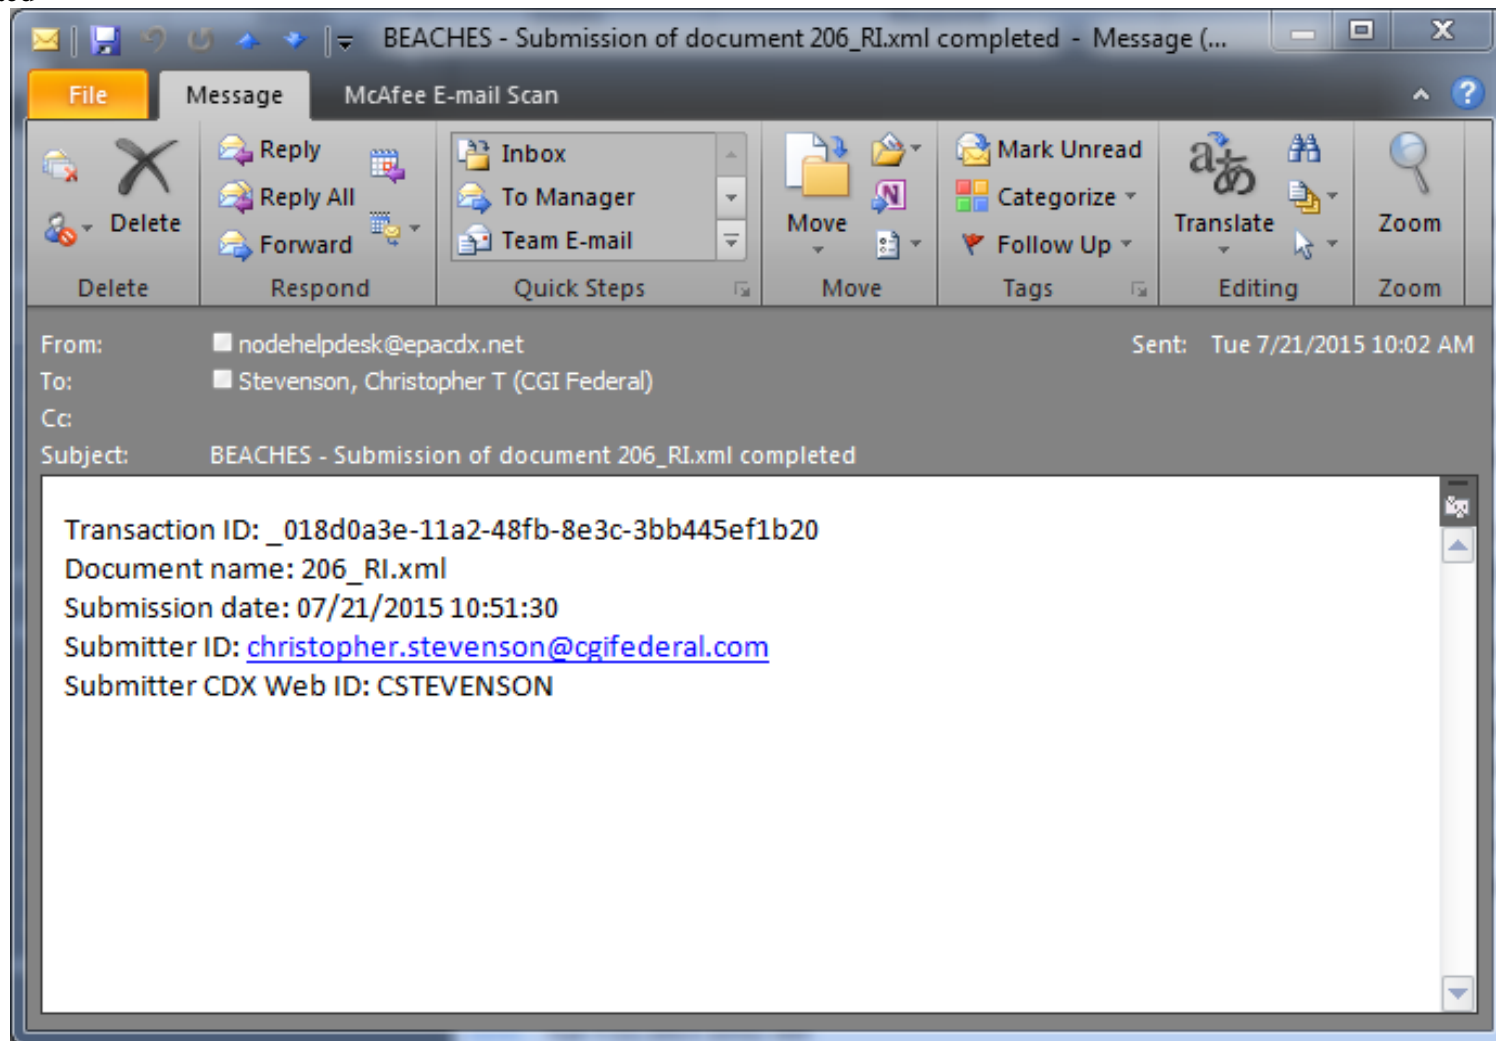 BEACHES - Submission of document 206_RI.xml completed - Message (...
File Message McAfee E-mail Scan
Reply
Reply All
Forward
Delete
Inbox
To Manager
Team E-mail
Move
Mark Unread
Categorize
Follow Up
Translate
Zoom
Delete Respond Quick Steps Move Tags Editing Zoom
From: nodehelpdesk@epacdx.net Sent: Tue 7/21/2015 10:02 AM
To: Stevenson, Christopher T (CGI Federal)
Cc:
Subject: BEACHES - Submission of document 206_RI.xml completed
Transaction ID: _018d0a3e-11a2-48fb-8e3c-3bb445ef1b20
Document name: 206_RI.xml
Submission date: 07/21/2015 10:51:30
Submitter ID: christopher.stevenson@cgifederal.com
Submitter CDX Web ID: CSTEVENSON